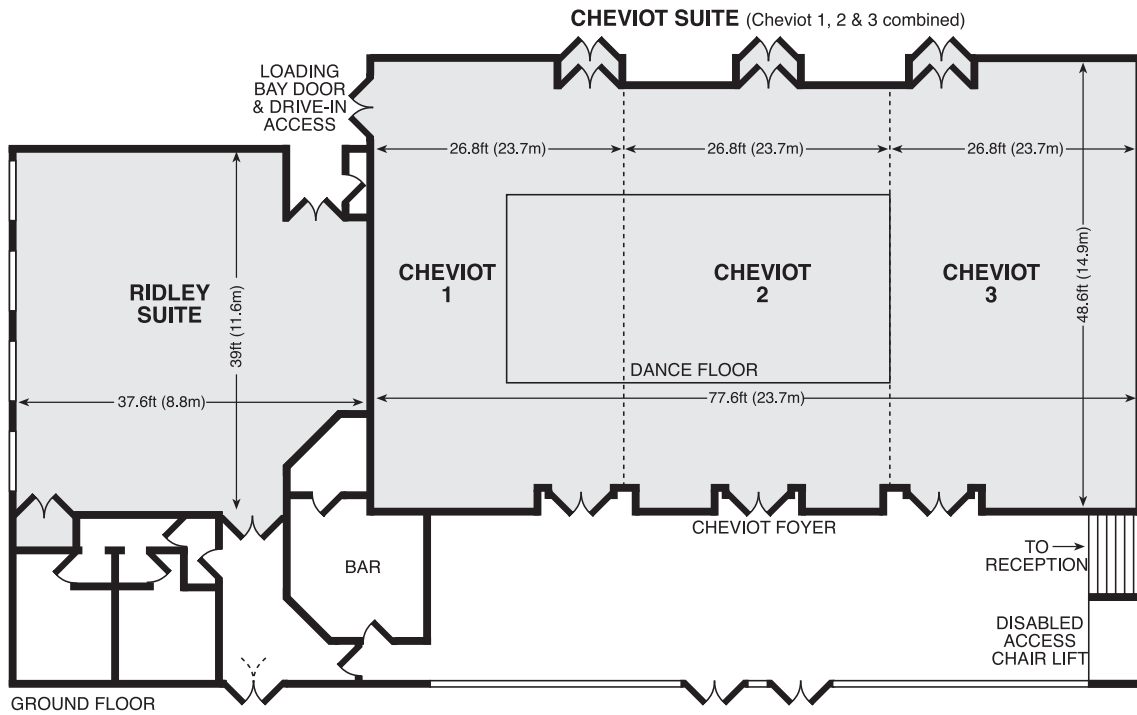 CHEVIOT SUITE (Cheviot 1, 2 & 3 combined)
LOADING
BAY DOOR
& DRIVE-IN
ACCESS
26.8ft (23.7m)
26.8ft (23.7m)
26.8ft (23.7m)
RIDLEY
SUITE
39ft (11.6m)
37.6ft (8.8m)
CHEVIOT
1
CHEVIOT
2
CHEVIOT
3
48.6ft (14.9m)
DANCE FLOOR
77.6ft (23.7m)
CHEVIOT FOYER
BAR
TO
RECEPTION
DISABLED
ACCESS
CHAIR LIFT
GROUND FLOOR